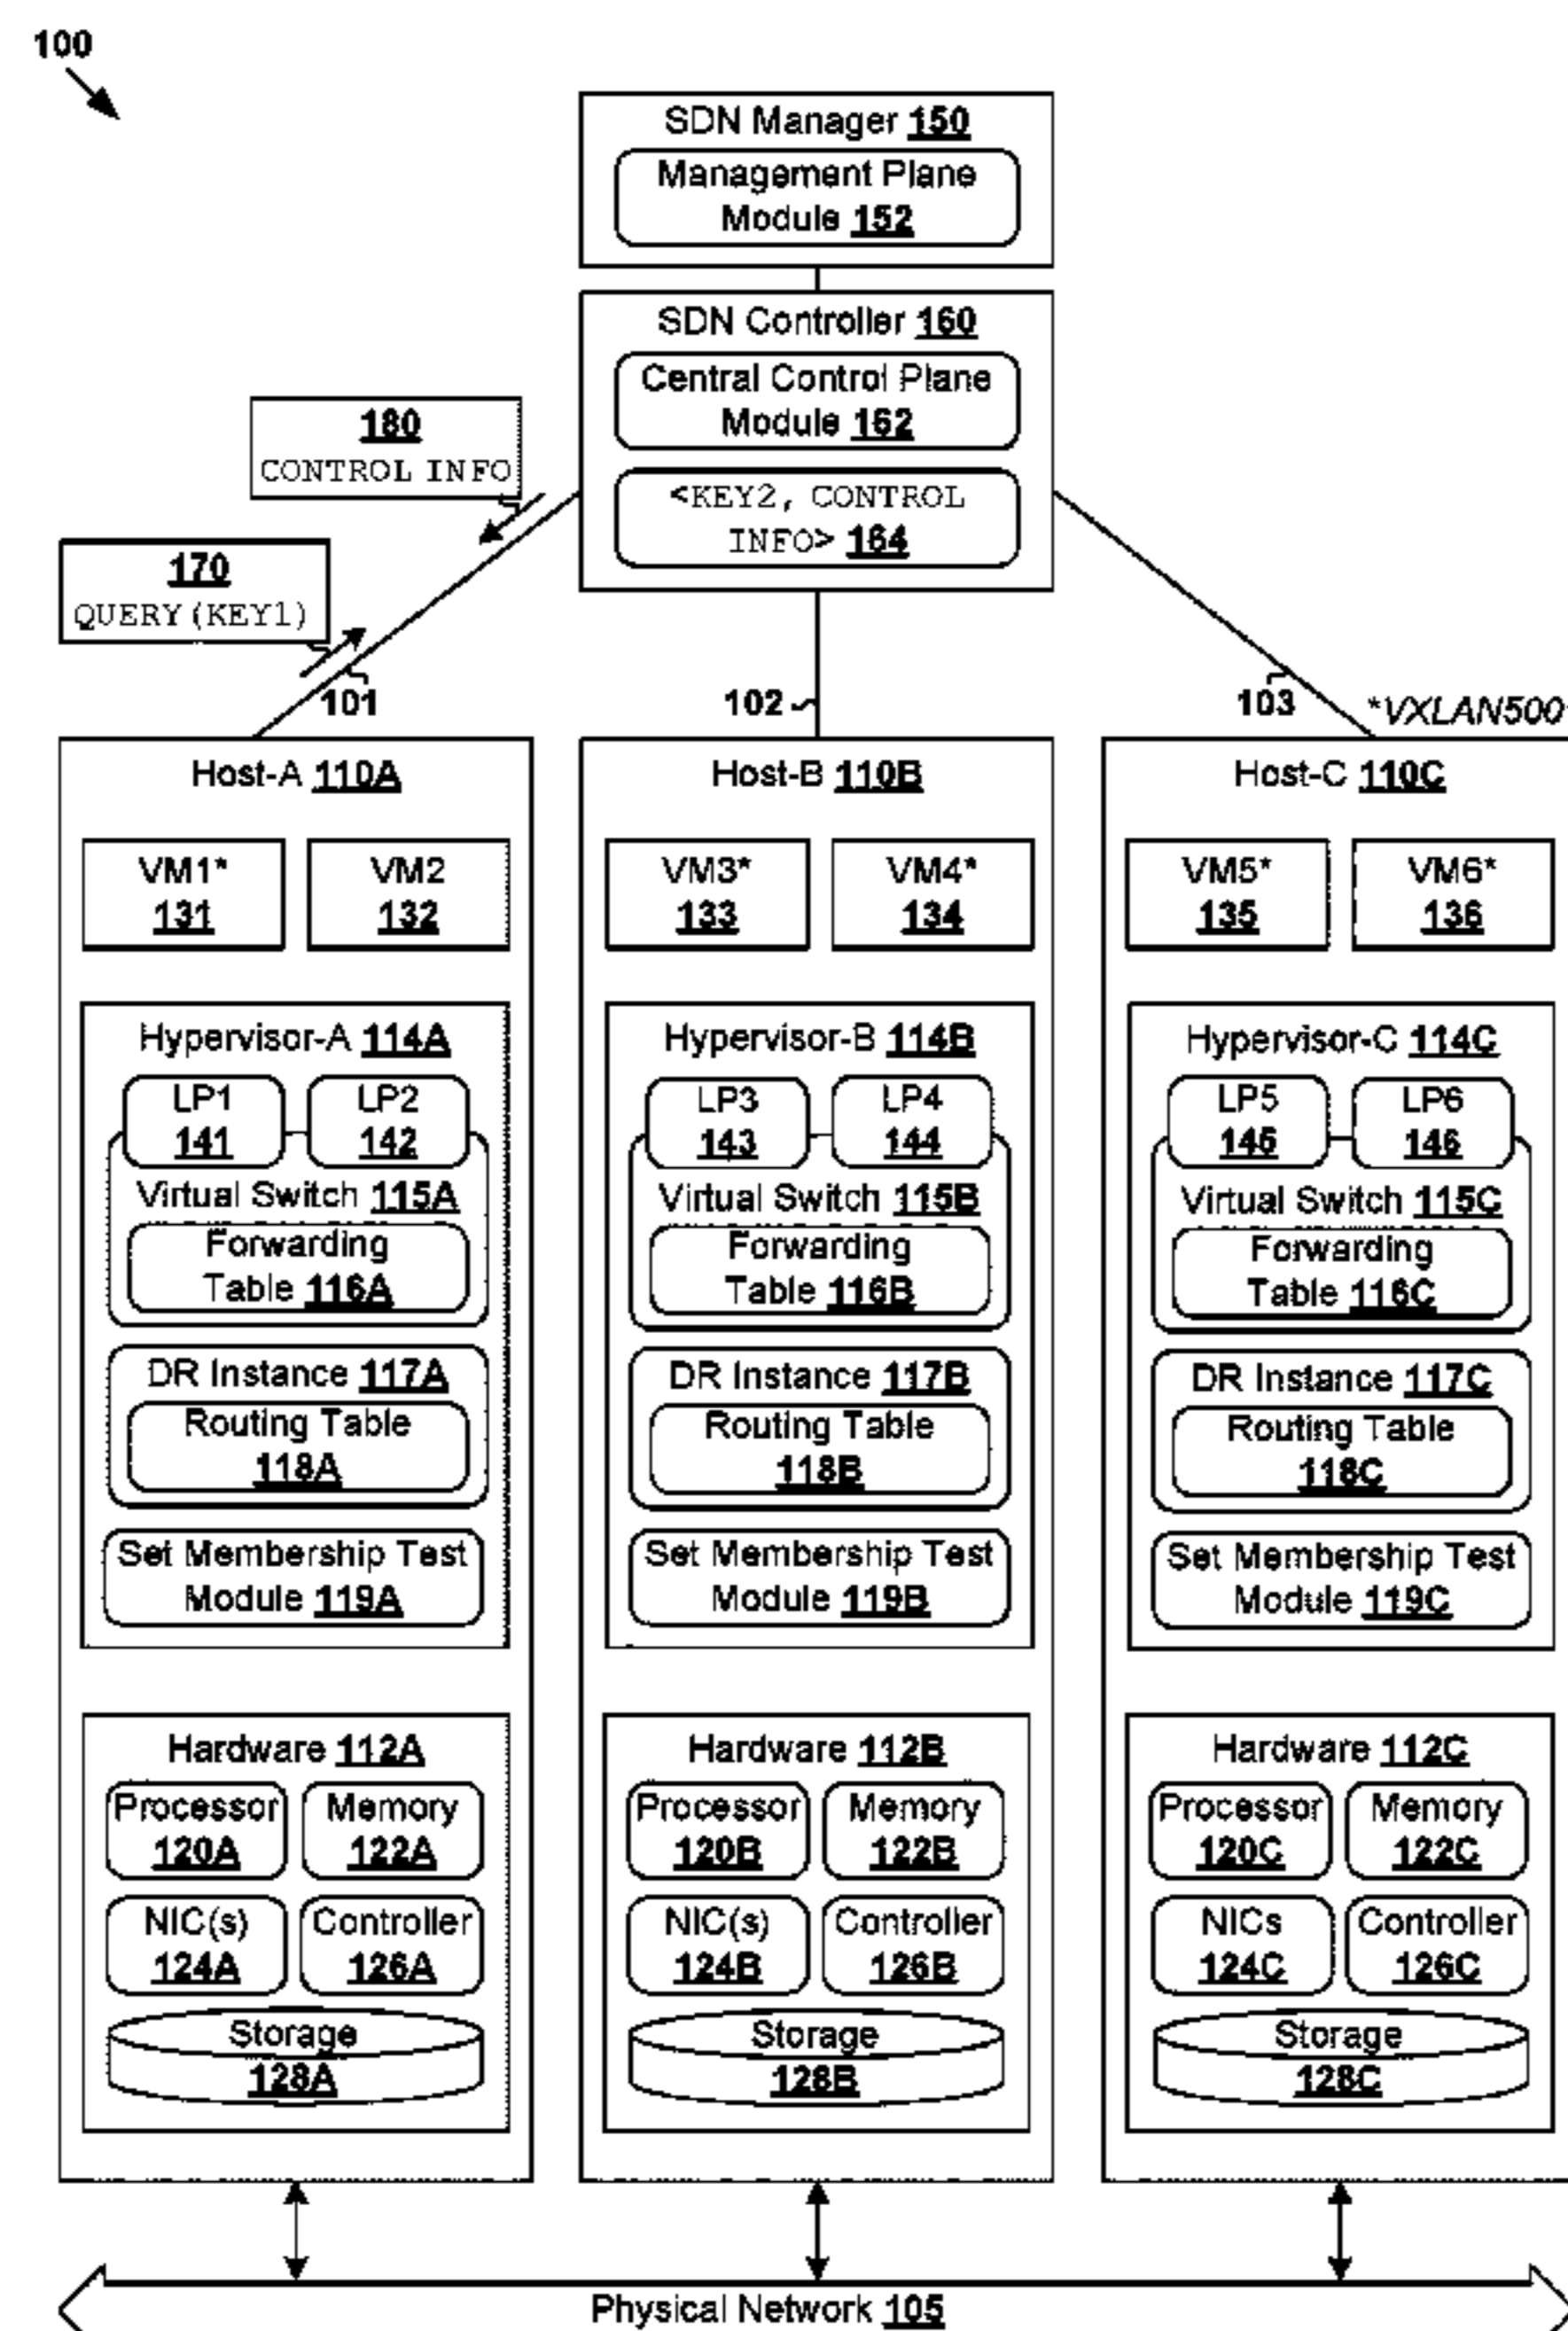 100
SDN Manager 150
Management Plane
Module 152
SDN Controller 160
Central Control Plane
Module 162
<KEY2, CONTROL
INFO> 164
180
CONTROL INFO
170
QUERY(KEY1)
101
102
103
*VXLAN500
Host-A 110A
VM1*
131
VM2
132
Hypervisor-A 114A
LP1
141
LP2
142
Virtual Switch 115A
Forwarding
Table 116A
DR Instance 117A
Routing Table
118A
Set Membership Test
Module 119A
Hardware 112A
Processor
120A
Memory
122A
NIC(s)
124A
Controller
126A
Storage
128A
Host-B 110B
VM3*
133
VM4*
134
Hypervisor-B 114B
LP3
143
LP4
144
Virtual Switch 115B
Forwarding
Table 116B
DR Instance 117B
Routing Table
118B
Set Membership Test
Module 119B
Hardware 112B
Processor
120B
Memory
122B
NIC(s)
124B
Controller
126B
Storage
128B
Host-C 110C
VM5*
135
VM6*
136
Hypervisor-C 114C
LP5
145
LP6
146
Virtual Switch 115C
Forwarding
Table 116C
DR Instance 117C
Routing Table
118C
Set Membership Test
Module 119C
Hardware 112C
Processor
120C
Memory
122C
NICs
124C
Controller
126C
Storage
128C
Physical Network 105